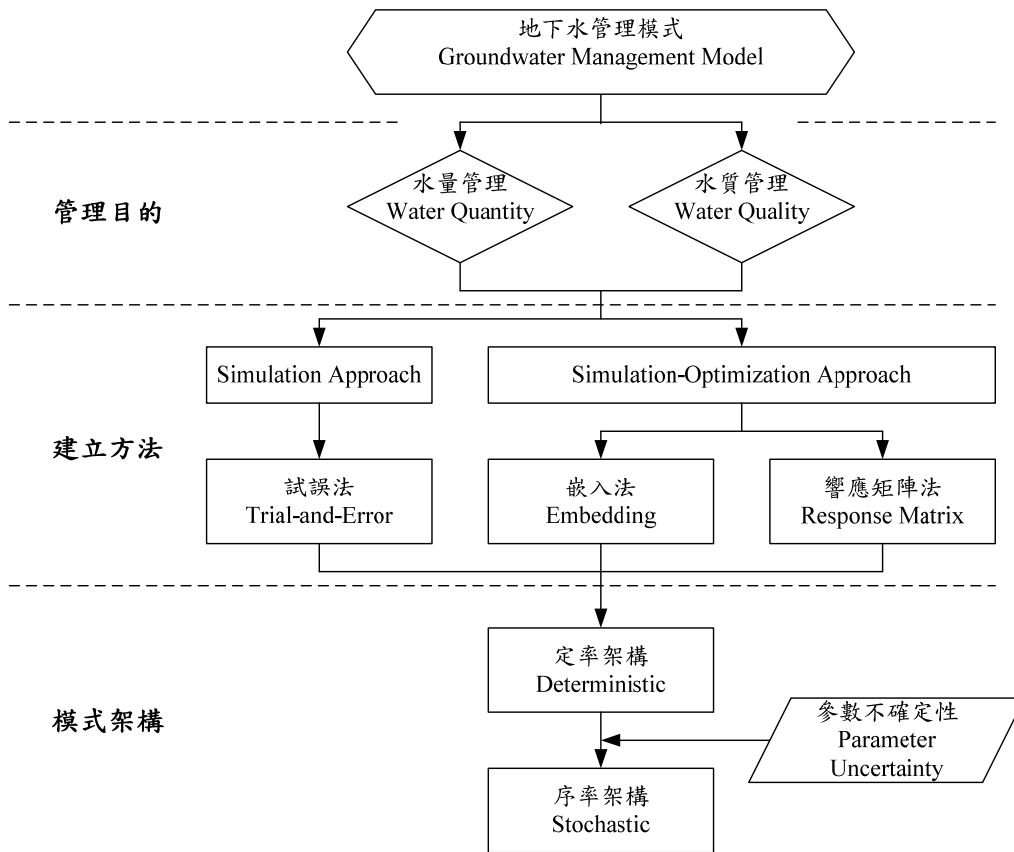 地下水管理模式
Groundwater Management Model
管理目的
水量管理
Water Quantity
水質管理
Water Quality
建立方法
Simulation Approach
Simulation-Optimization Approach
試誤法
Trial-and-Error
嵌入法
Embedding
響應矩陣法
Response Matrix
模式架構
定率架構
Deterministic
參數不確定性
Parameter
Uncertainty
序率架構
Stochastic